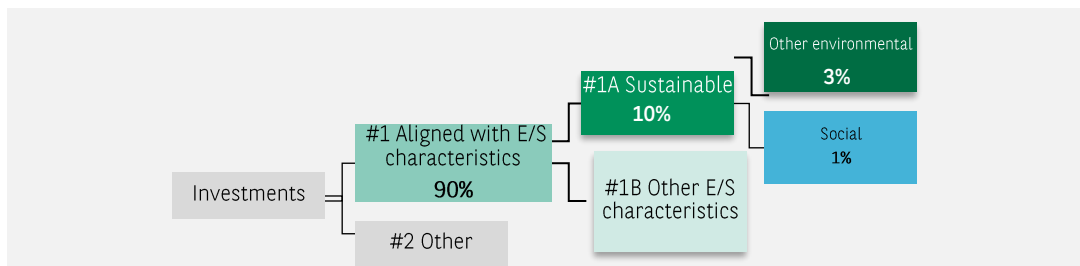 Other environmental
3%
#1A Sustainable
10%
#1 Aligned with E/S
characteristics
90%
Social
1%
#1B Other E/S
characteristics
Investments
#2 Other